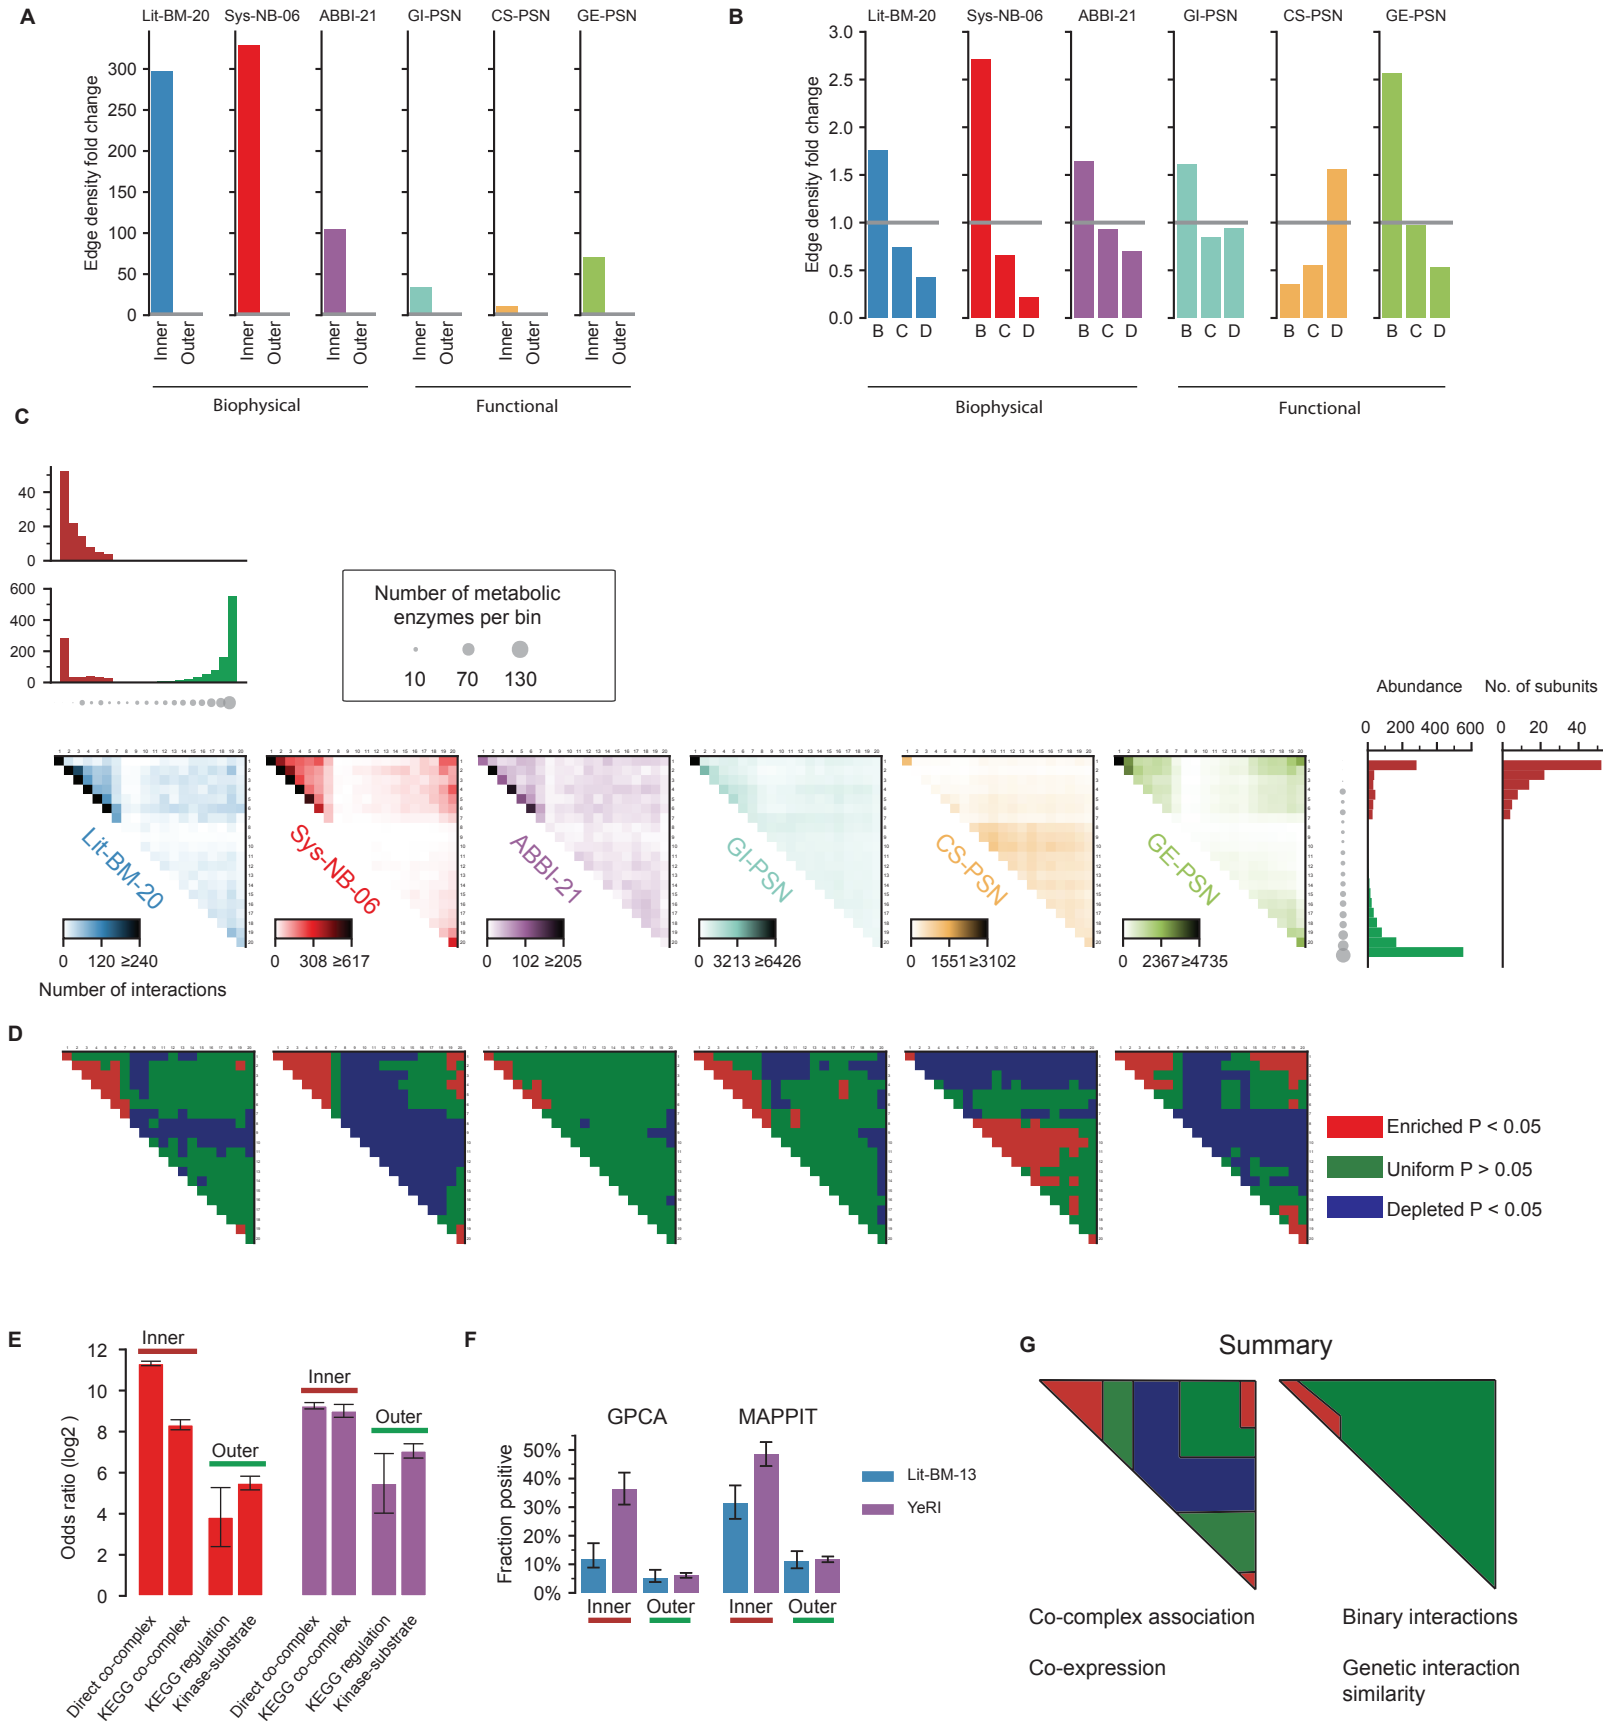 A
Lit-BM-20 Sys-NB-06 ABBI-21 GI-PSN CS-PSN GE-PSN
Edge density fold change
300
250
200
150
100
50
0
Inner Outer Inner Outer Inner Outer Inner Outer Inner Outer Inner Outer
Biophysical Functional
B
Lit-BM-20 Sys-NB-06 ABBI-21 GI-PSN CS-PSN GE-PSN
Edge density fold change
3.0
2.5
2.0
1.5
1.0
0.5
0.0
B C D B C D B C D B C D B C D B C D
Biophysical Functional
C
40
20
0
600
400
200
0
Number of metabolic
enzymes per bin
10 70 130
Abundance No. of subunits
0 200 400 600 0 20 40
Lit-BM-20
Sys-NB-06
ABBI-21
GI-PSN
CS-PSN
GE-PSN
0 120 ≥240
0 308 ≥617
0 102 ≥205
0 3213 ≥6426
0 1551 ≥3102
0 2367 ≥4735
Number of interactions
D
Enriched P < 0.05
Uniform P > 0.05
Depleted P < 0.05
E
Odds ratio (log2 )
12
10
8
6
4
2
0
Inner
Outer
Inner
Outer
Direct co-complex
KEGG co-complex
KEGG regulation
Kinase-substrate
Direct co-complex
KEGG co-complex
KEGG regulation
Kinase-substrate
F
GPCA MAPPIT
Fraction positive
50%
40%
30%
20%
10%
0%
Inner Outer Inner Outer
Lit-BM-13
YeRI
G
Summary
Co-complex association
Co-expression
Binary interactions
Genetic interaction
similarity